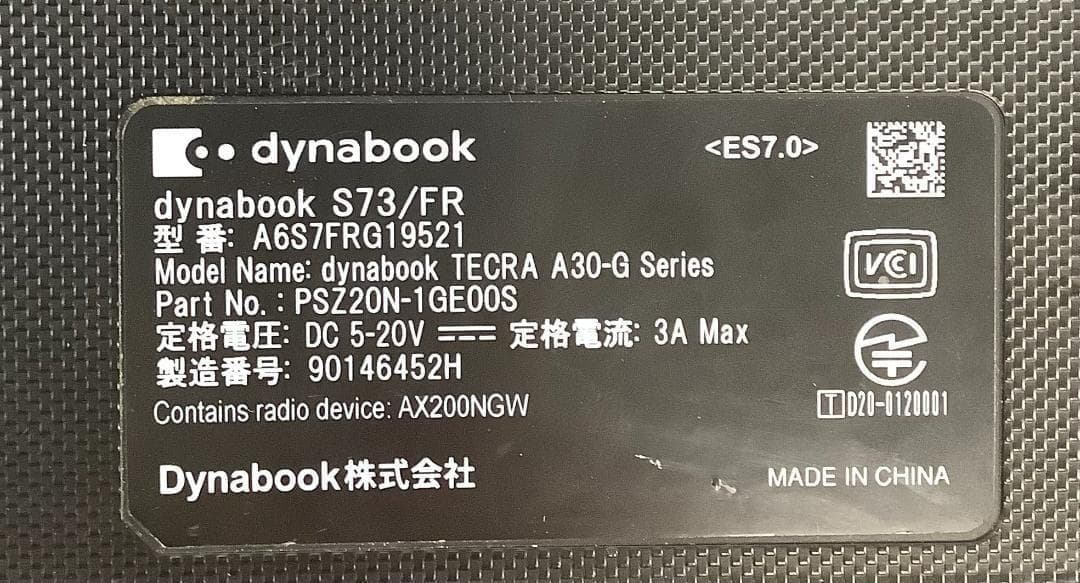 dynabook <ES7.0>
dynabook S73/FR
型 番: A6S7FRG19521
Model Name: dynabook TECRA A30-G Series
Part No. : PSZ20N-1GE00S
定格電圧: DC 5-20V 定格電流: 3A Max
製造番号: 90146452H
Contains radio device: AX200NGW
VCI
T D20-0120001
Dynabook株式会社
MADE IN CHINA